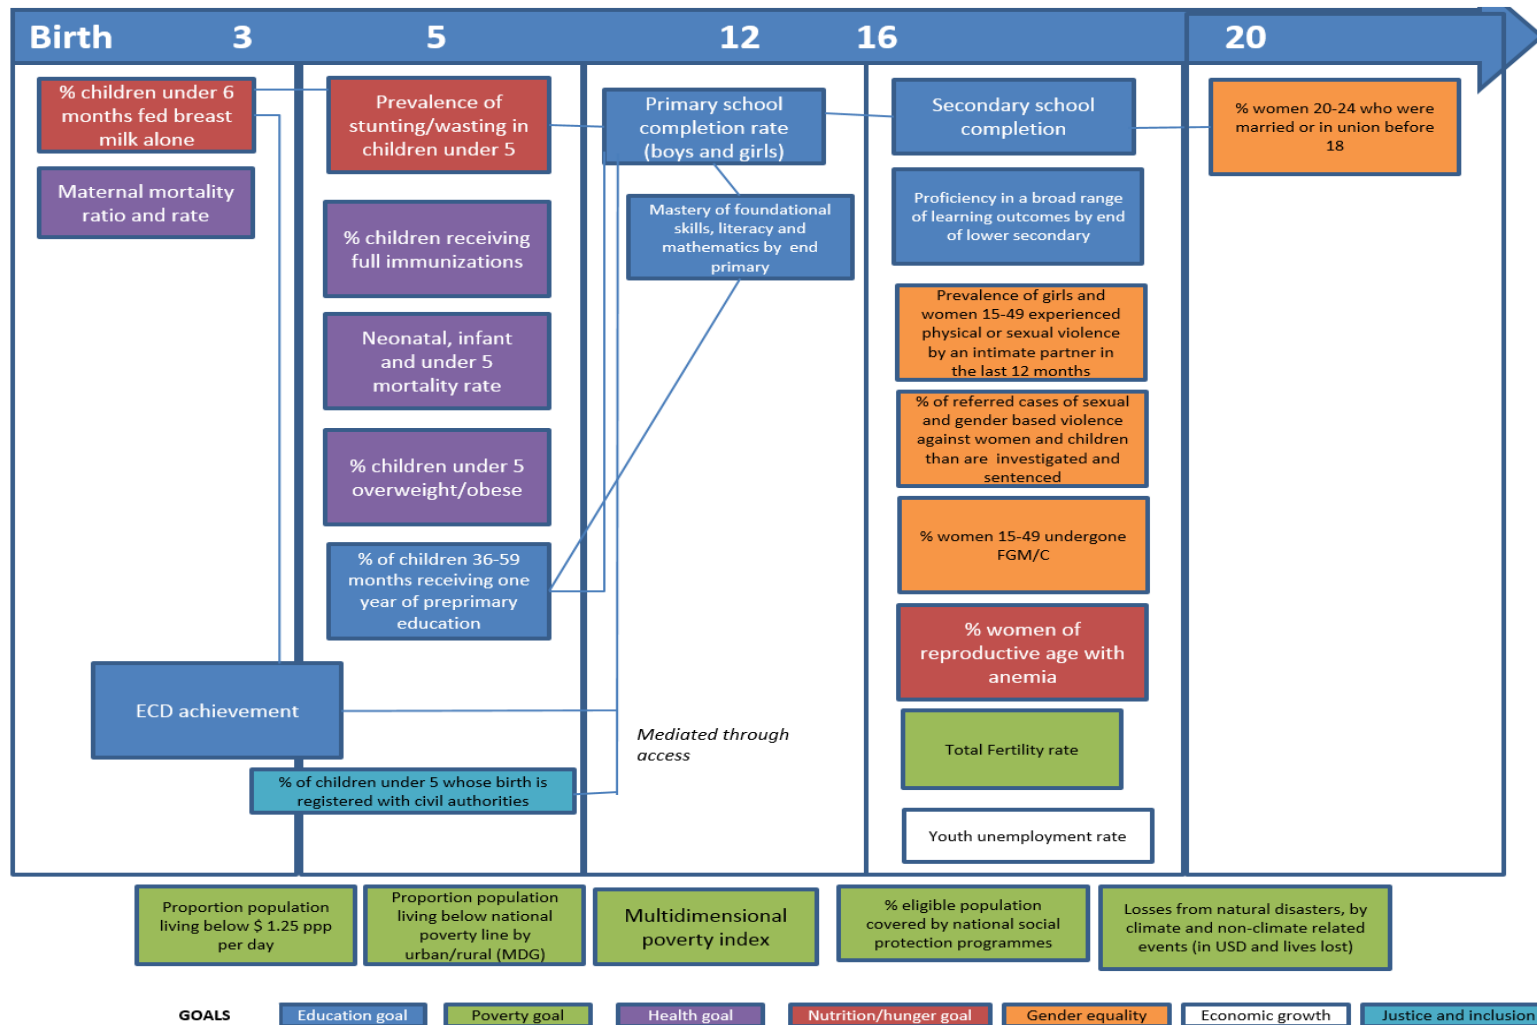 Birth 3 5 12 16 20
% children under 6
months fed breast
milk alone
Maternal mortality
ratio and rate
Prevalence of
stunting/wasting in
children under 5
% children receiving
full immunizations
Neonatal, infant
and under 5
mortality rate
% children under 5
overweight/obese
% of children 36-59
months receiving one
year of preprimary
education
ECD achievement
% of children under 5 whose birth is
registered with civil authorities
Primary school
completion rate
(boys and girls)
Mastery of foundational
skills, literacy and
mathematics by end
primary
Mediated through
access
Secondary school
completion
Proficiency in a broad range
of learning outcomes by end
of lower secondary
Prevalence of girls and
women 15-49 experienced
physical or sexual violence
by an intimate partner in
the last 12 months
% of referred cases of sexual
and gender based violence
against women and children
than are investigated and
sentenced
% women 15-49 undergone
FGM/C
% women of
reproductive age with
anemia
Total Fertility rate
Youth unemployment rate
% women 20-24 who were
married or in union before
18
Proportion population
living below $ 1.25 ppp
per day
Proportion population
living below national
poverty line by
urban/rural (MDG)
Multidimensional
poverty index
% eligible population
covered by national social
protection programmes
Losses from natural disasters, by
climate and non-climate related
events (in USD and lives lost)
GOALS Education goal Poverty goal Health goal Nutrition/hunger goal Gender equality Economic growth Justice and inclusion